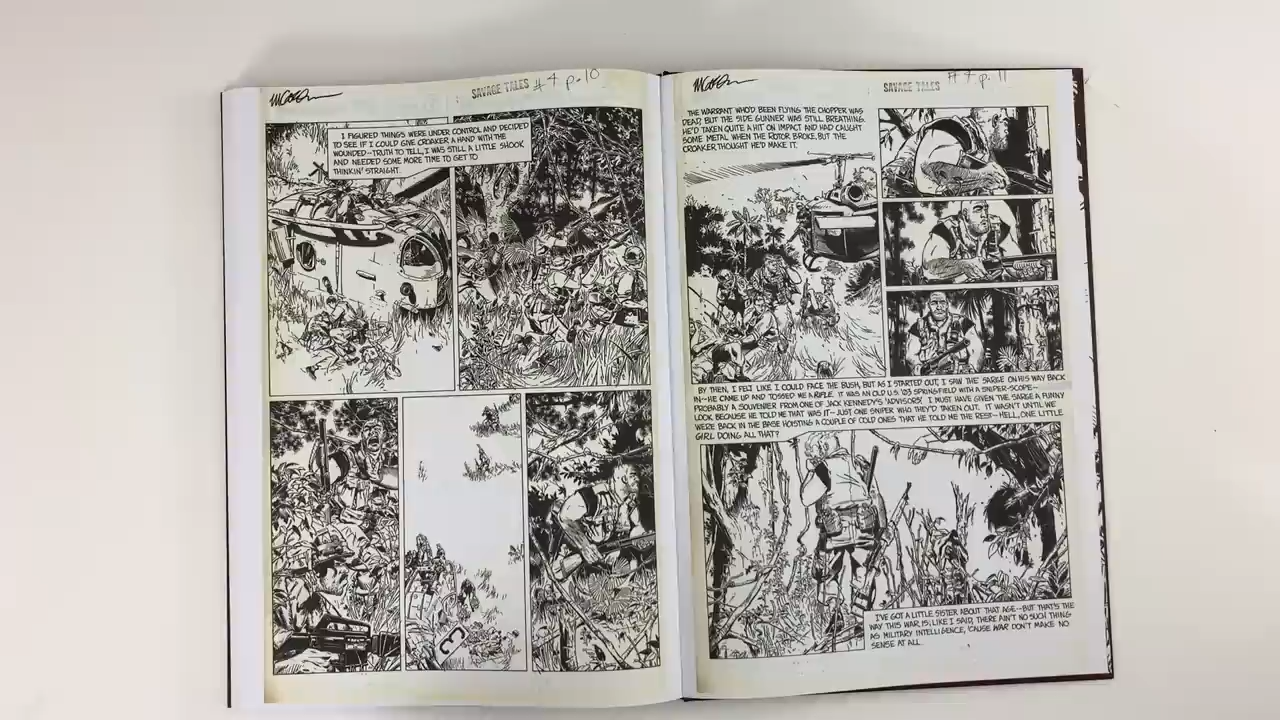 SAVAGE TALES #4 p. 10
I FIGURED THINGS WERE UNDER CONTROL AND DECIDED
TO SEE IF I COULD GIVE CROAKER A HAND WITH THE
WOUNDED--TRUTH TO TELL, I WAS STILL A LITTLE SHOOK
AND NEEDED SOME MORE TIME TO GET TO
THINKIN' STRAIGHT.
SAVAGE TALES #4 p. 11
THE WARRANT WHO'D BEEN FLYING THE CHOPPER WAS
DEAD BUT THE SIDE GUNNER WAS STILL BREATHING.
HE'D TAKEN QUITE A HIT ON IMPACT AND HAD CAUGHT
SOME METAL WHEN THE ROTOR BROKE, BUT THE
CROAKER THOUGHT HE'D MAKE IT.
BY THEN, I FELT LIKE I COULD FACE THE BUSH, BUT AS I STARTED OUT, I SAW THE 'SARGE ON HIS WAY BACK
IN--HE CAME UP AND TOSSED ME A RIFLE. IT WAS AN OLD U.S. '03 SPRINGFIELD WITH A SNIPER-SCOPE--
PROBABLY A SOUVENIER FROM ONE OF JACK KENNEDY'S 'ADVISORS'. I MUST HAVE GIVEN THE SARGE A FUNNY
LOOK BECAUSE HE TOLD ME THAT WAS IT--JUST ONE SNIPER WHO THEY'D TAKEN OUT. IT WASN'T UNTIL WE
WERE BACK IN THE BASE HOISTING A COUPLE OF COLD ONES THAT HE TOLD ME THE REST--HELL, ONE LITTLE
GIRL DOING ALL THAT?
I'VE GOT A LITTLE SISTER ABOUT THAT AGE--BUT THAT'S THE
WAY THIS WAR IS; LIKE I SAID, THERE AIN'T NO SUCH THING
AS MILITARY INTELLIGENCE, 'CAUSE WAR DON'T MAKE NO
SENSE AT ALL.